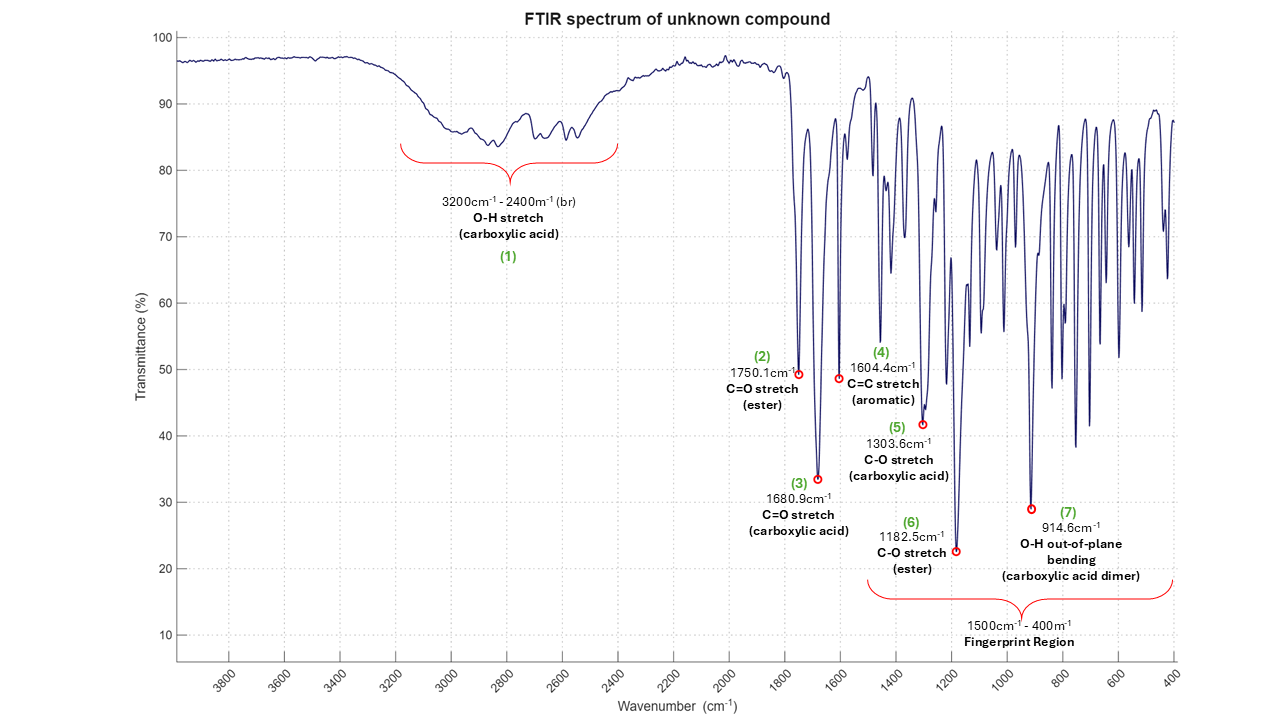 FTIR spectrum of unknown compound
100
90
80
70
60
50
40
30
20
10
Transmittance (%)
3200cm⁻¹ - 2400m⁻¹ (br)
O-H stretch
(carboxylic acid)
(1)
(2)
1750.1cm⁻¹
C=O stretch
(ester)
(3)
1680.9cm⁻¹
C=O stretch
(carboxylic acid)
(4)
1604.4cm⁻¹
C=C stretch
(aromatic)
(5)
1303.6cm⁻¹
C-O stretch
(carboxylic acid)
(6)
1182.5cm⁻¹
C-O stretch
(ester)
(7)
914.6cm⁻¹
O-H out-of-plane
bending
(carboxylic acid dimer)
1500cm⁻¹ - 400m⁻¹
Fingerprint Region
3800 3600 3400 3200 3000 2800 2600 2400 2200 2000 1800 1600 1400 1200 1000 800 600 400
Wavenumber (cm⁻¹)